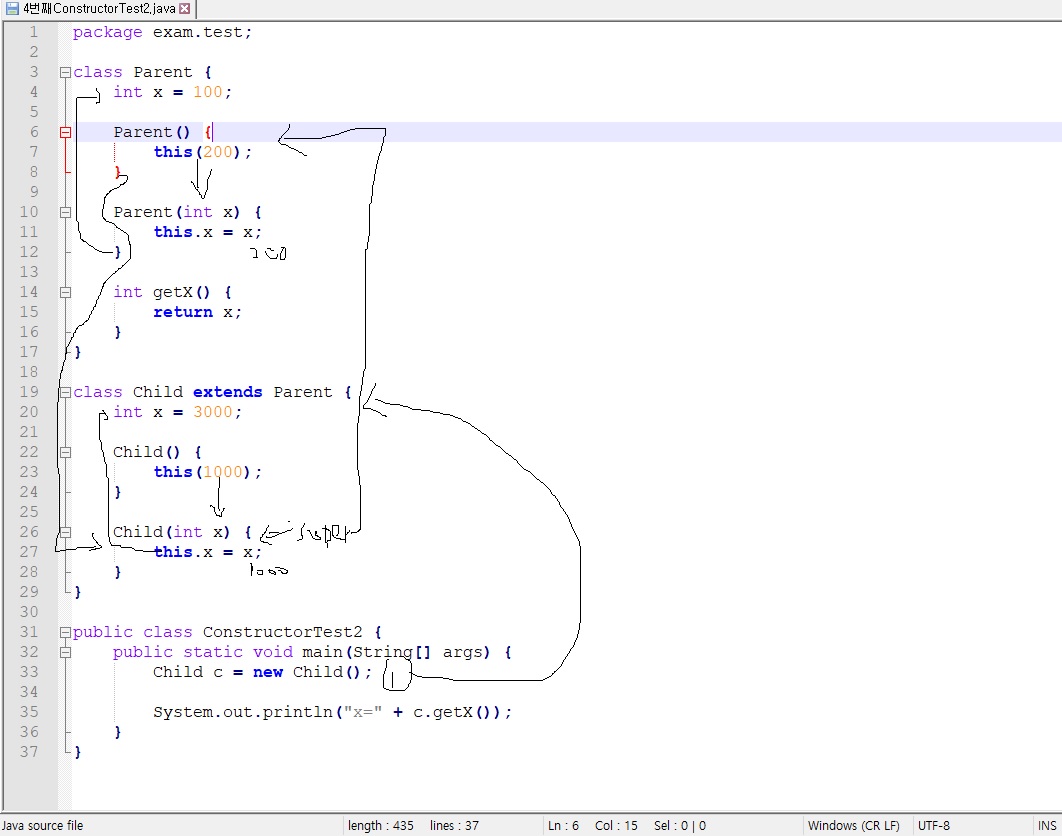 4번째ConstructorTest2.java
1 package exam.test;
2
3 class Parent {
4 int x = 100;
5
6 Parent() {
7 this(200);
8 }
9
10 Parent(int x) {
11 this.x = x;
200
12 }
13
14 int getX() {
15 return x;
16 }
17 }
18
19 class Child extends Parent {
20 int x = 3000;
21
22 Child() {
23 this(1000);
24 }
25
26 Child(int x) { super
27 this.x = x;
1000
28 }
29 }
30
31 public class ConstructorTest2 {
32 public static void main(String[] args) {
33 Child c = new Child(); 1
34
35 System.out.println("x=" + c.getX());
36 }
37 }
Java source file length : 435 lines : 37 Ln : 6 Col : 15 Sel : 0 | 0 Windows (CR LF) UTF-8 INS